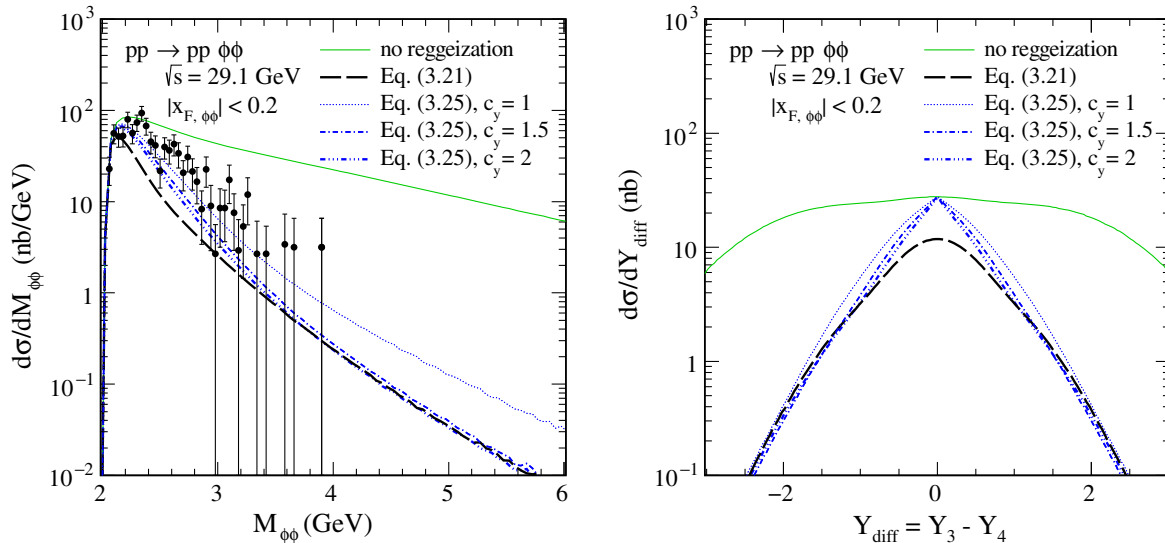 dσ/dM_ϕϕ (nb/GeV)
10^3
10^2
10
1
10^−1
10^−2
pp → pp ϕϕ
√s = 29.1 GeV
|x_F, ϕϕ| < 0.2
no reggeization
Eq. (3.21)
Eq. (3.25), c_y = 1
Eq. (3.25), c_y = 1.5
Eq. (3.25), c_y = 2
2 3 4 5 6
M_ϕϕ (GeV)
dσ/dY_diff (nb)
10^3
10^2
10
1
10^−1
pp → pp ϕϕ
√s = 29.1 GeV
|x_F, ϕϕ| < 0.2
no reggeization
Eq. (3.21)
Eq. (3.25), c_y = 1
Eq. (3.25), c_y = 1.5
Eq. (3.25), c_y = 2
−2 0 2
Y_diff = Y_3 - Y_4